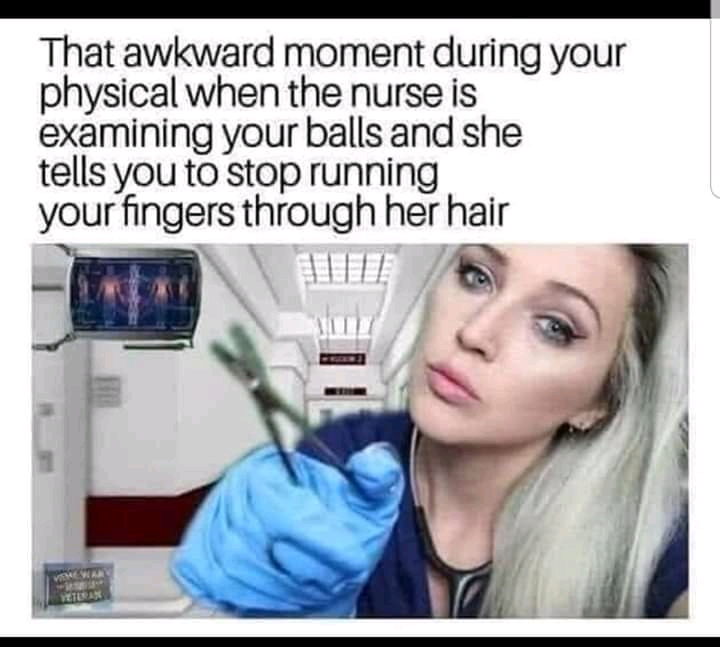 That awkward moment during your
physical when the nurse is
examining your balls and she
tells you to stop running
your fingers through her hair
VETERAN